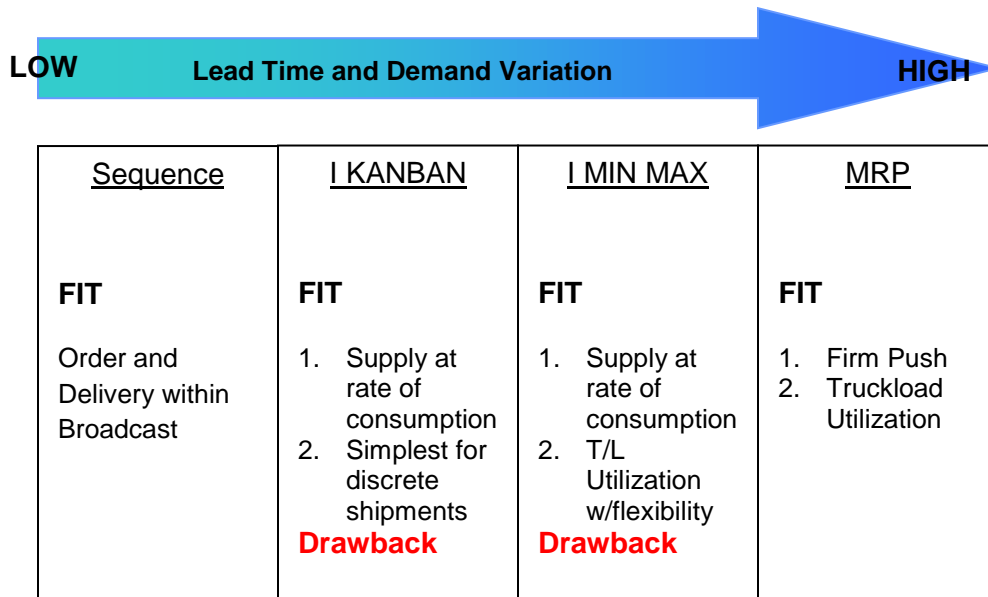 LOW
Lead Time and Demand Variation
HIGH
Sequence
FIT
Order and
Delivery within
Broadcast
I KANBAN
FIT
1. Supply at
rate of
consumption
2. Simplest for
discrete
shipments
Drawback
I MIN MAX
FIT
1. Supply at
rate of
consumption
2. T/L
Utilization
w/flexibility
Drawback
MRP
FIT
1. Firm Push
2. Truckload
Utilization